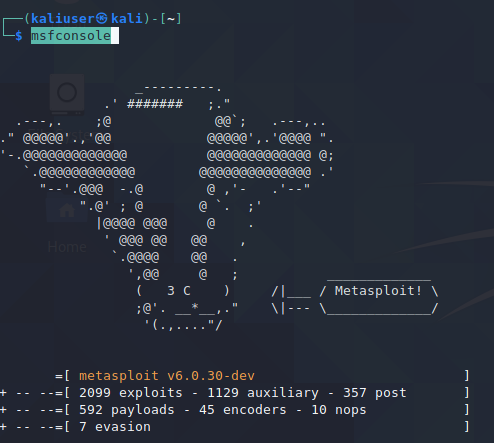 ┌──(kaliuser㉿kali)-[~]
└─$ msfconsole
_---------.
.' #######   ;."
.---,.    ;@             @@`;   .---,..
." @@@@@'.,'@@            @@@@@',.'@@@@ ".
'-.@@@@@@@@@@@@@          @@@@@@@@@@@@@ @;
`.@@@@@@@@@@@@        @@@@@@@@@@@@@@ .'
"--'.@@@  -.@        @ ,'-   .'--"
".@' ; @       @ `.  ;'
|@@@@ @@@     @    .
' @@@ @@   @@    ,
`.@@@@    @@   .
',@@     @   ;           _____________
(   3 C    )     /|___ / Metasploit! \
;@'. __*__,."    \|--- \_____________/
'(.,...."/
=[ metasploit v6.0.30-dev                          ]
+ -- --=[ 2099 exploits - 1129 auxiliary - 357 post       ]
+ -- --=[ 592 payloads - 45 encoders - 10 nops            ]
+ -- --=[ 7 evasion                                       ]
Home